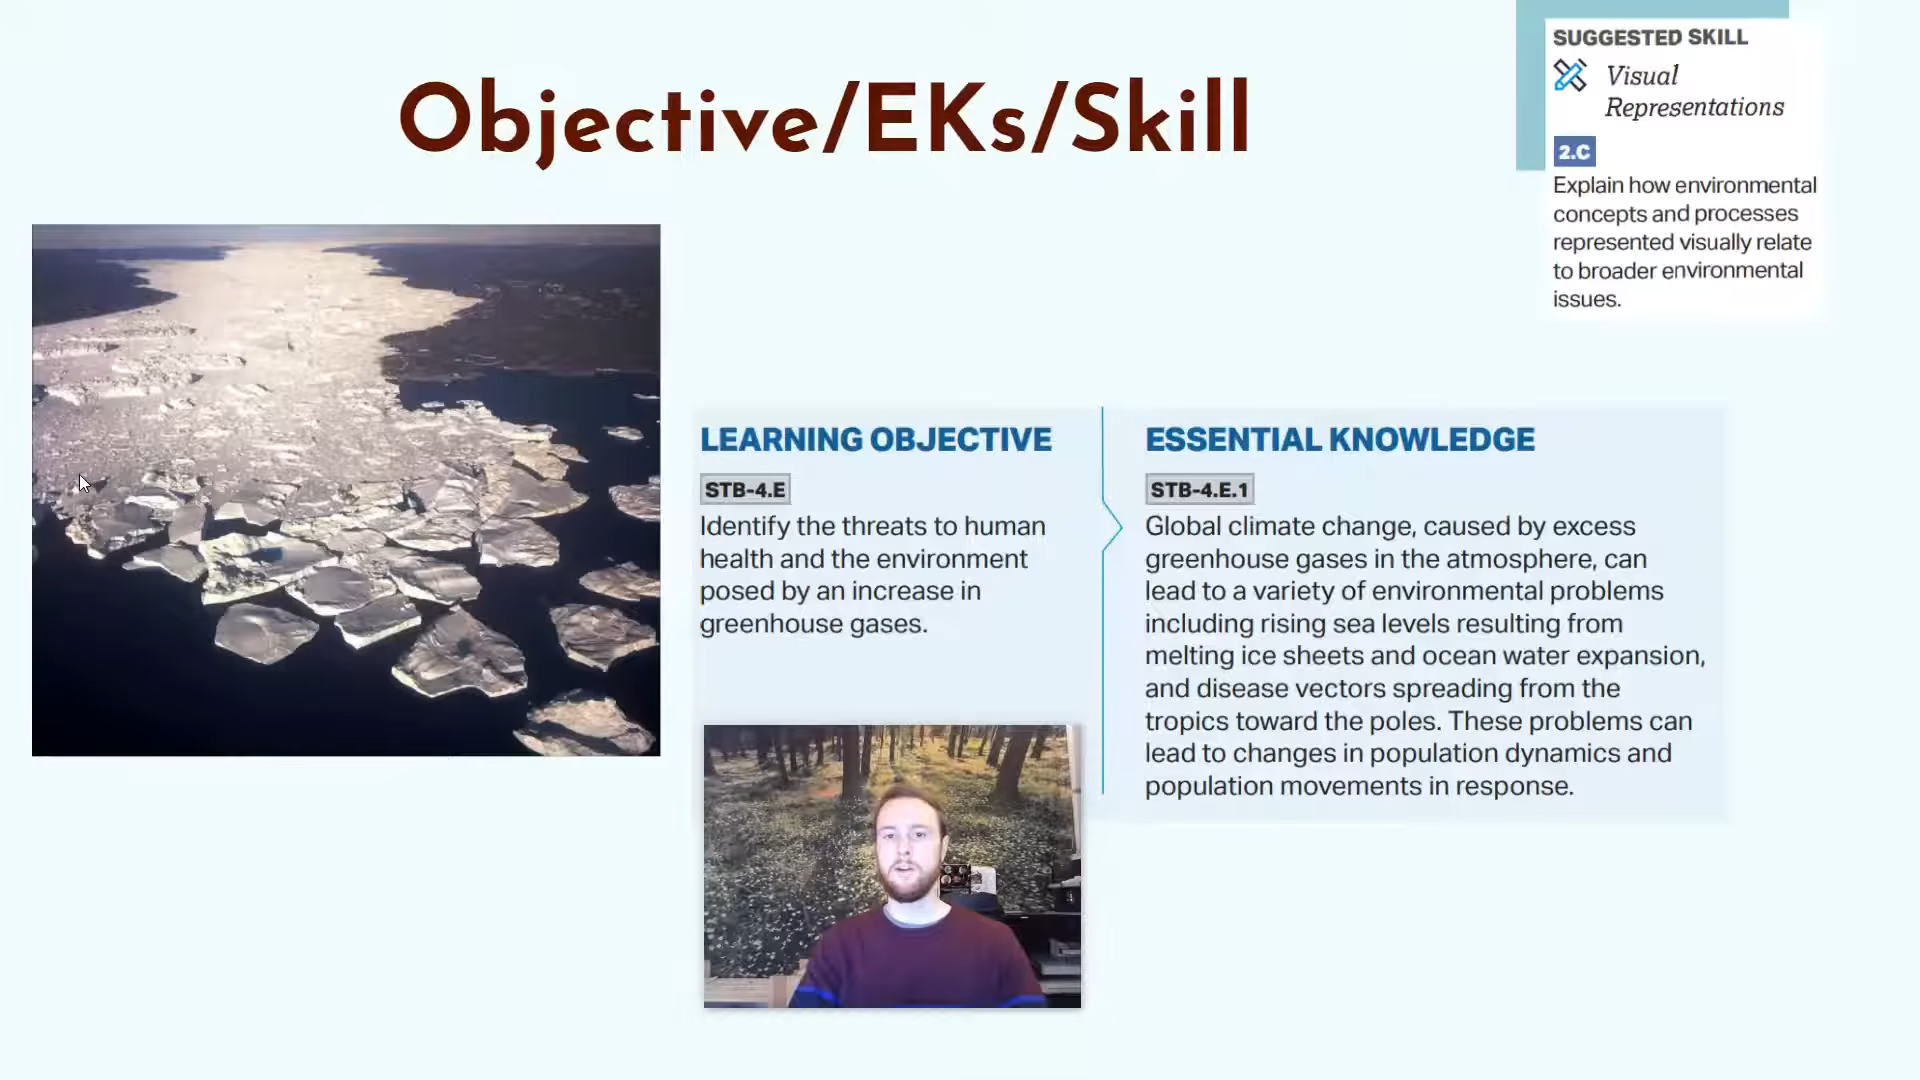 Objective/EKs/Skill
SUGGESTED SKILL
Visual
Representations
2.C
Explain how environmental
concepts and processes
represented visually relate
to broader environmental
issues.
LEARNING OBJECTIVE
STB-4.E
Identify the threats to human
health and the environment
posed by an increase in
greenhouse gases.
ESSENTIAL KNOWLEDGE
STB-4.E.1
Global climate change, caused by excess
greenhouse gases in the atmosphere, can
lead to a variety of environmental problems
including rising sea levels resulting from
melting ice sheets and ocean water expansion,
and disease vectors spreading from the
tropics toward the poles. These problems can
lead to changes in population dynamics and
population movements in response.